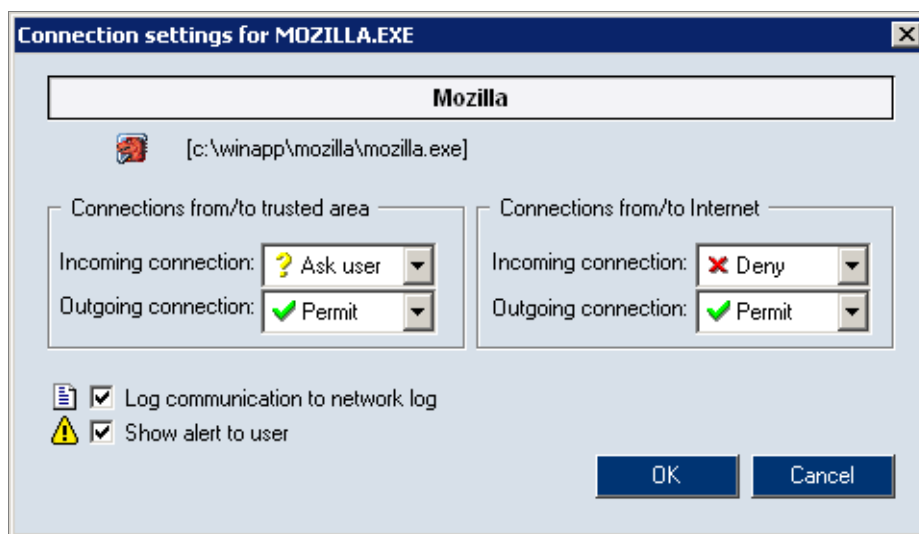 Connection settings for MOZILLA.EXE
Mozilla
[c:\winapp\mozilla\mozilla.exe]
Connections from/to trusted area
Incoming connection: Ask user
Outgoing connection: Permit
Connections from/to Internet
Incoming connection: Deny
Outgoing connection: Permit
Log communication to network log
Show alert to user
OK Cancel